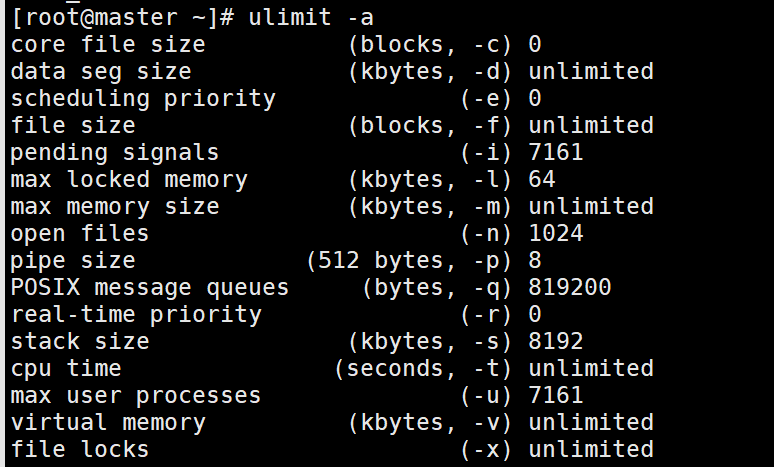 [root@master ~]# ulimit -a
core file size          (blocks, -c) 0
data seg size           (kbytes, -d) unlimited
scheduling priority             (-e) 0
file size               (blocks, -f) unlimited
pending signals                 (-i) 7161
max locked memory       (kbytes, -l) 64
max memory size         (kbytes, -m) unlimited
open files                      (-n) 1024
pipe size            (512 bytes, -p) 8
POSIX message queues     (bytes, -q) 819200
real-time priority              (-r) 0
stack size              (kbytes, -s) 8192
cpu time               (seconds, -t) unlimited
max user processes              (-u) 7161
virtual memory          (kbytes, -v) unlimited
file locks                      (-x) unlimited